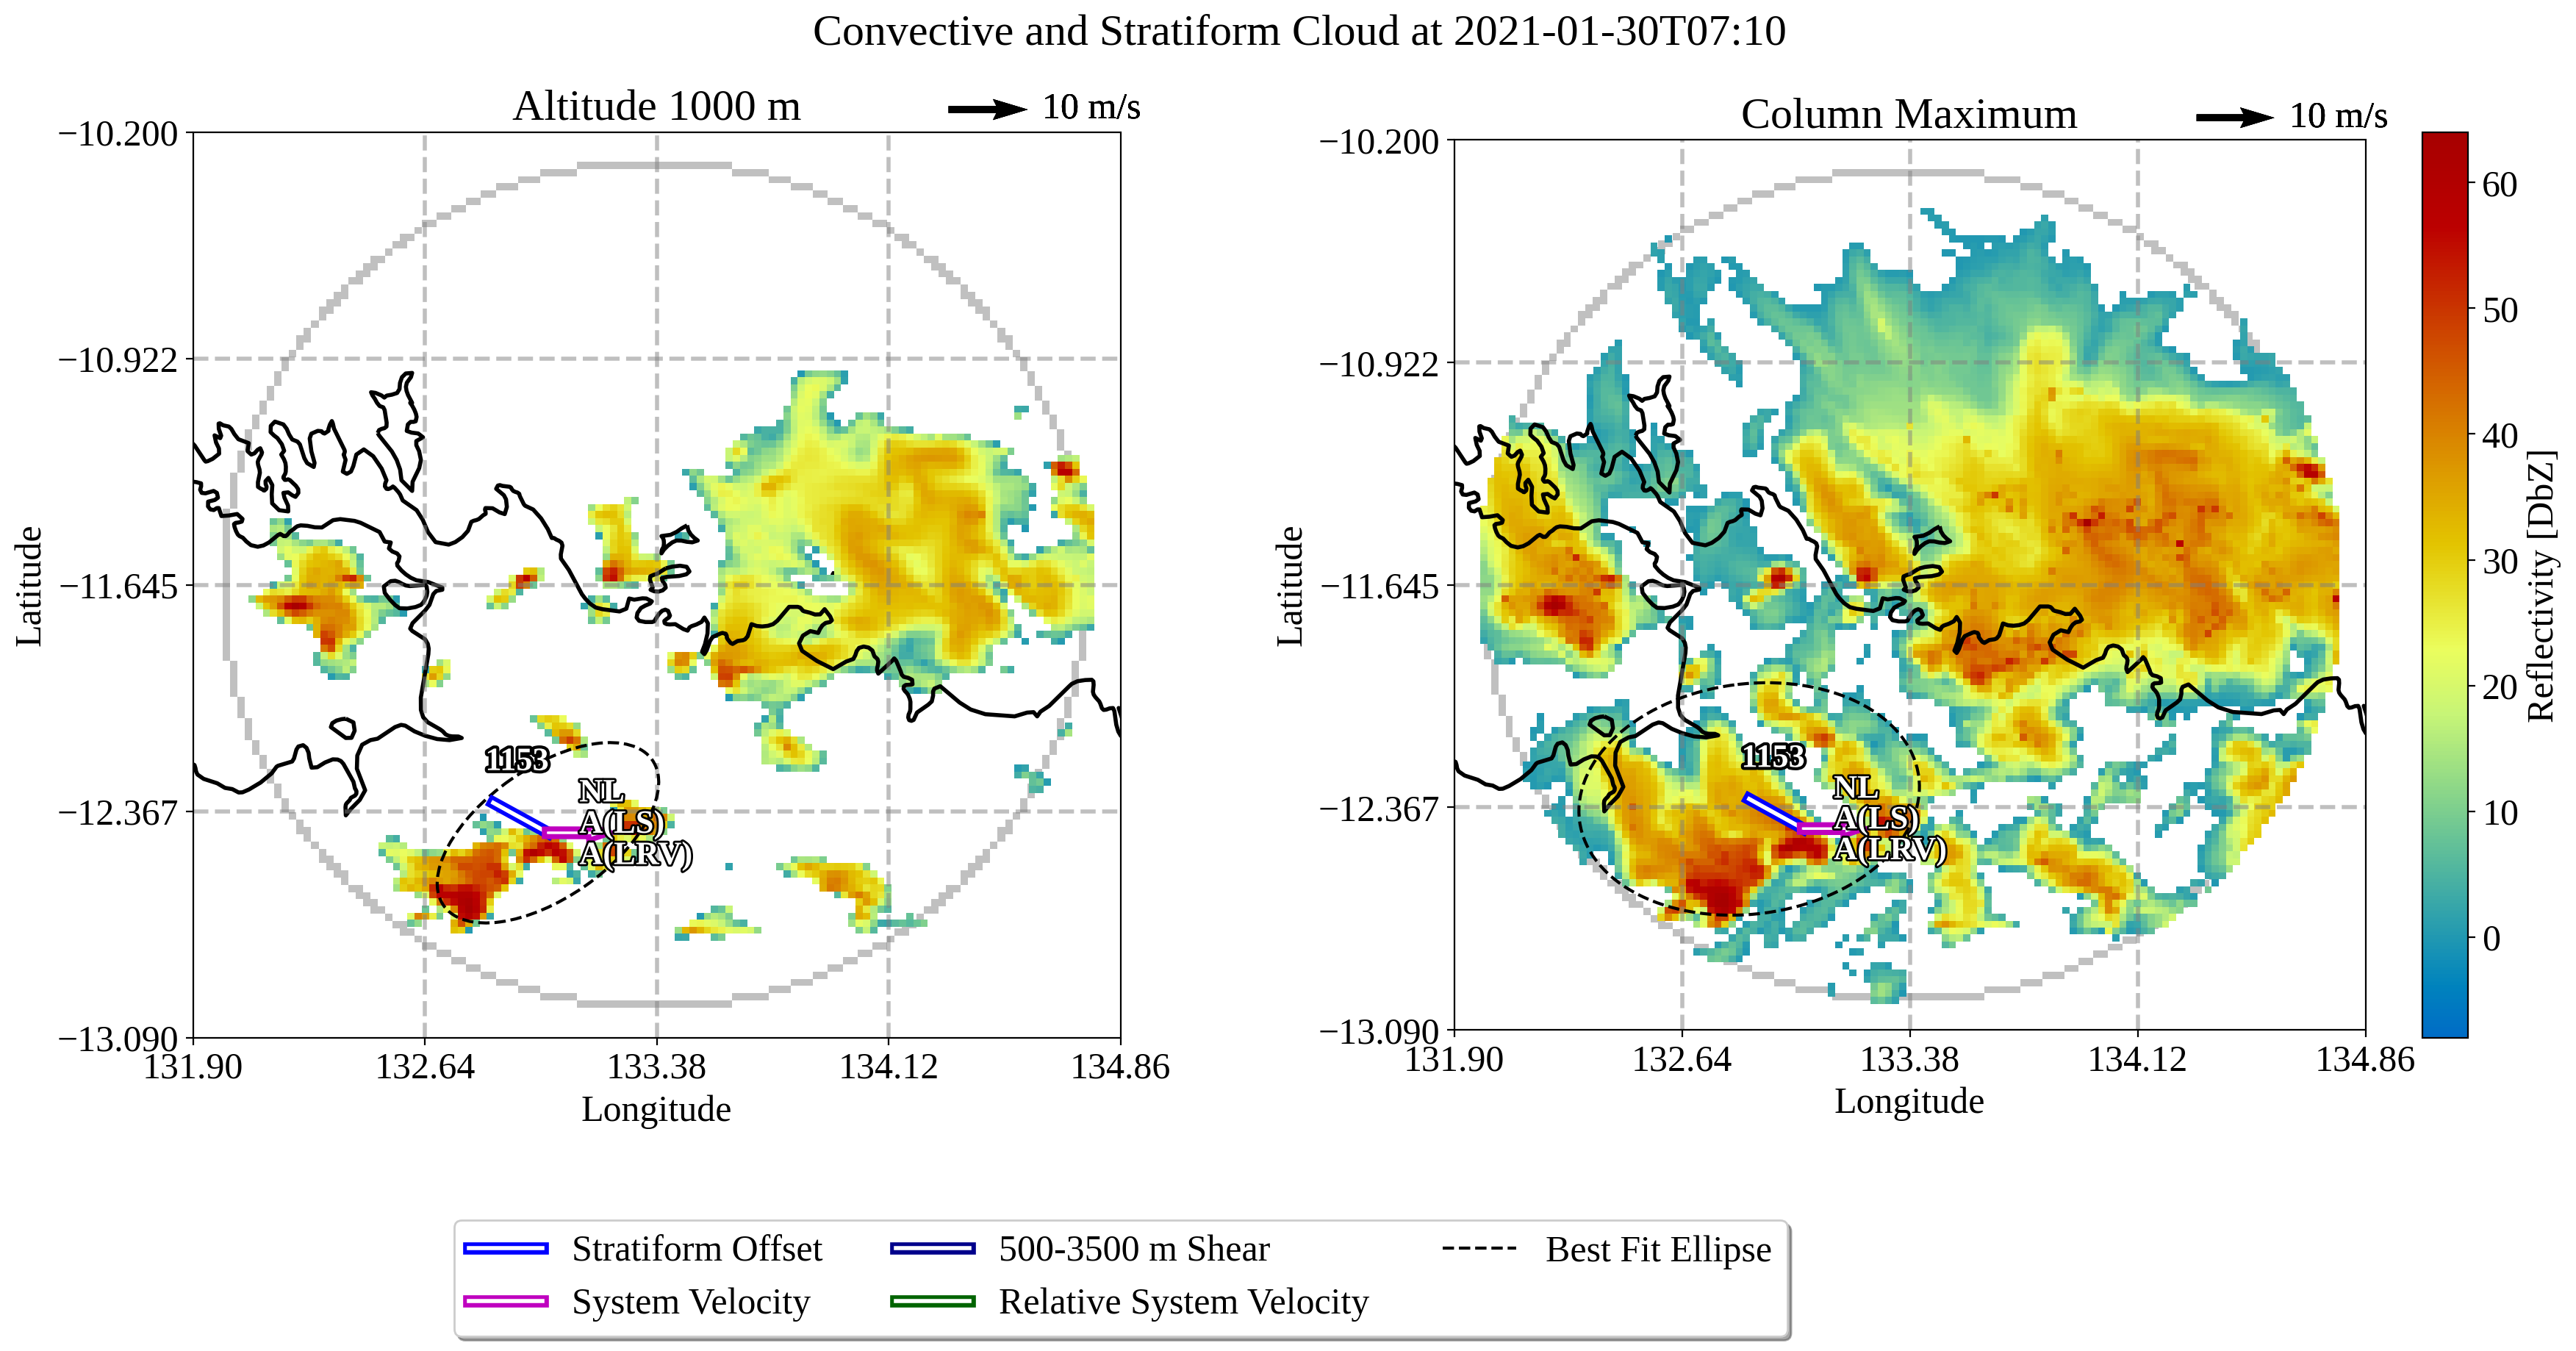 Convective and Stratiform Cloud at 2021-01-30T07:10
Altitude 1000 m
10 m/s
−10.200
−10.922
−11.645
−12.367
−13.090
131.90
132.64
133.38
134.12
134.86
Latitude
Longitude
1153
NL
A(LS)
A(LRV)
Column Maximum
10 m/s
−10.200
−10.922
−11.645
−12.367
−13.090
131.90
132.64
133.38
134.12
134.86
Latitude
Longitude
1153
NL
A(LS)
A(LRV)
60
50
40
30
20
10
0
Reflectivity [DbZ]
Stratiform Offset
System Velocity
500-3500 m Shear
Relative System Velocity
Best Fit Ellipse